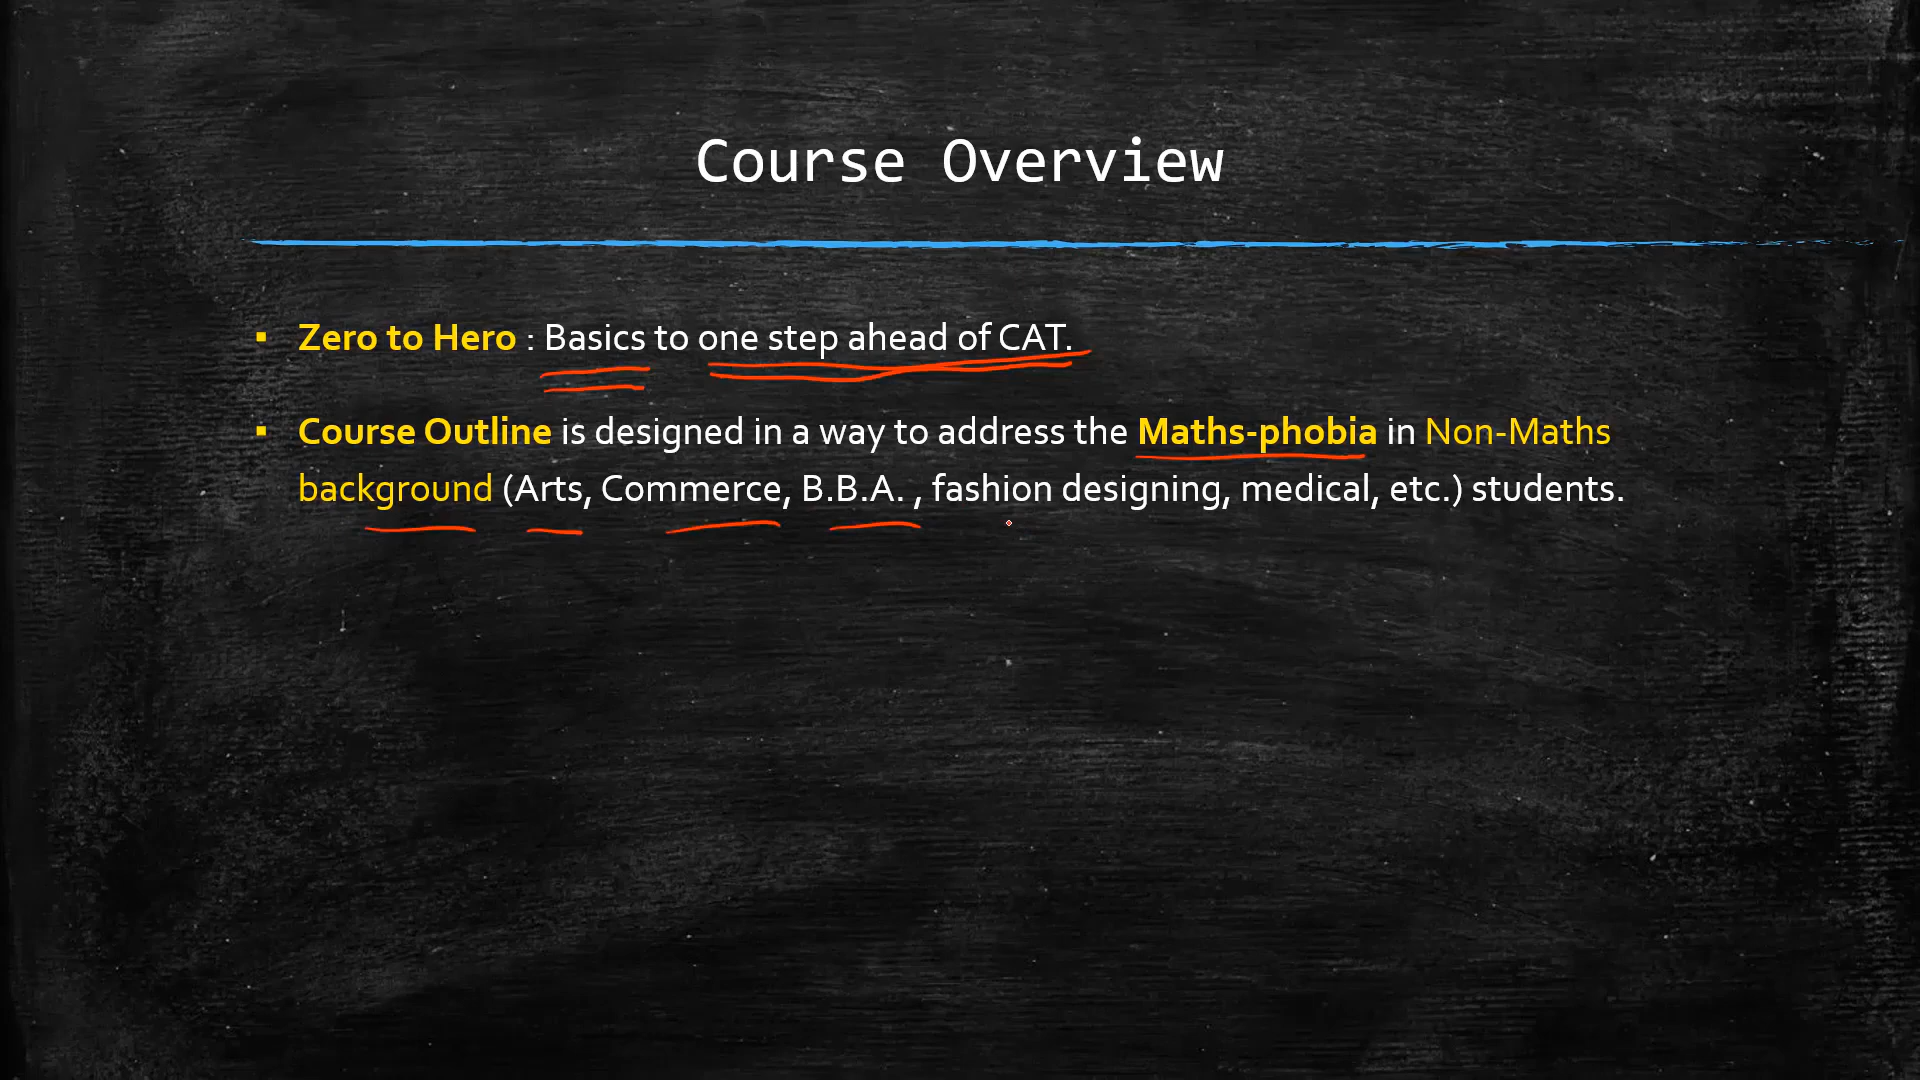 Course Overview
▪ Zero to Hero : Basics to one step ahead of CAT.
▪ Course Outline is designed in a way to address the Maths-phobia in Non-Maths
background (Arts, Commerce, B.B.A. , fashion designing, medical, etc.) students.